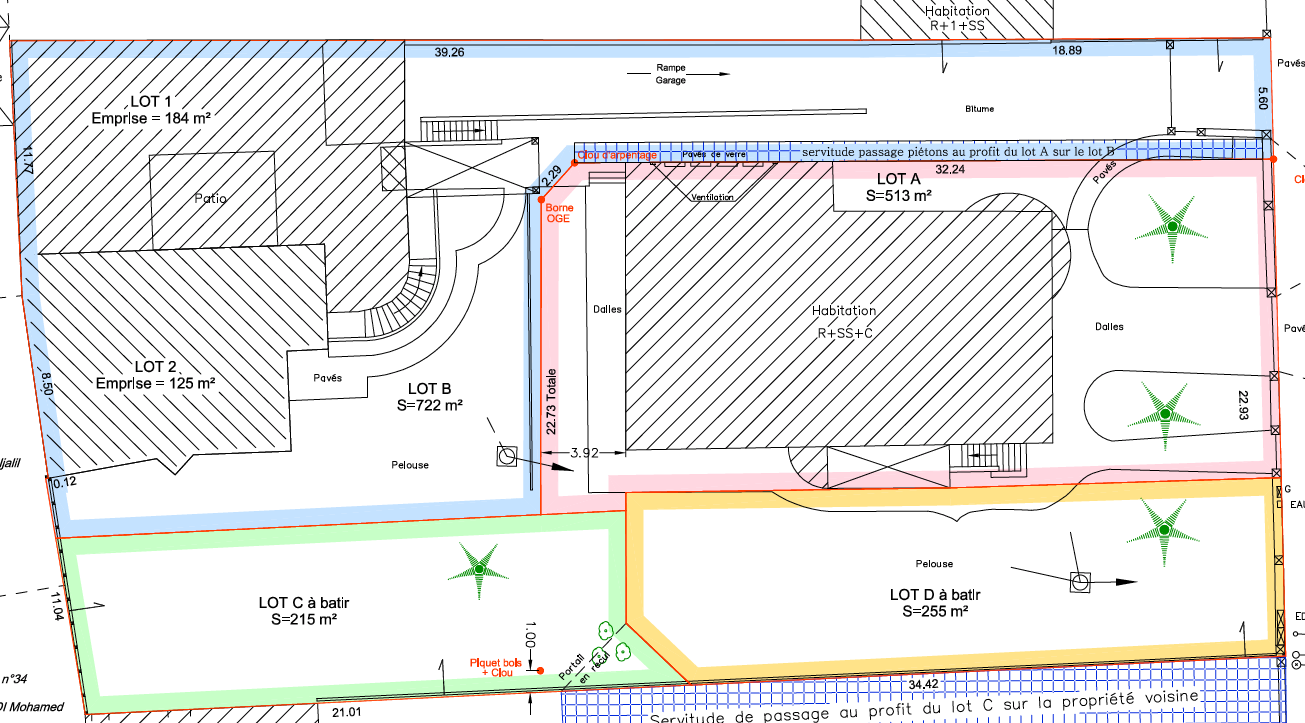 Habitation
R+1+SS
39.26
18.89
Rampe
Garage
Pavés
LOT 1
Emprise = 184 m²
5.60
Bitume
11.77
Clou d'arpentage
Pavés de verre
servitude passage piétons au profit du lot A sur le lot B
32.24
2.29
Pavés
LOT A
S=513 m²
Patio
Ventilation
Borne
OGE
Dalles
Habitation
R+SS+C
Dalles
LOT 2
Emprise = 125 m²
8.50
Pavés
LOT B
S=722 m²
22.73 Totale
22.93
3.92
Pelouse
0.12
G
EAU
Pelouse
LOT C à batir
S=215 m²
LOT D à batir
S=255 m²
11.04
1.00
Piquet bois
+ Clou
Portail
en recul
n°34
DI Mohamed
34.42
21.01
Servitude de passage au profit du lot C sur la propriété voisine